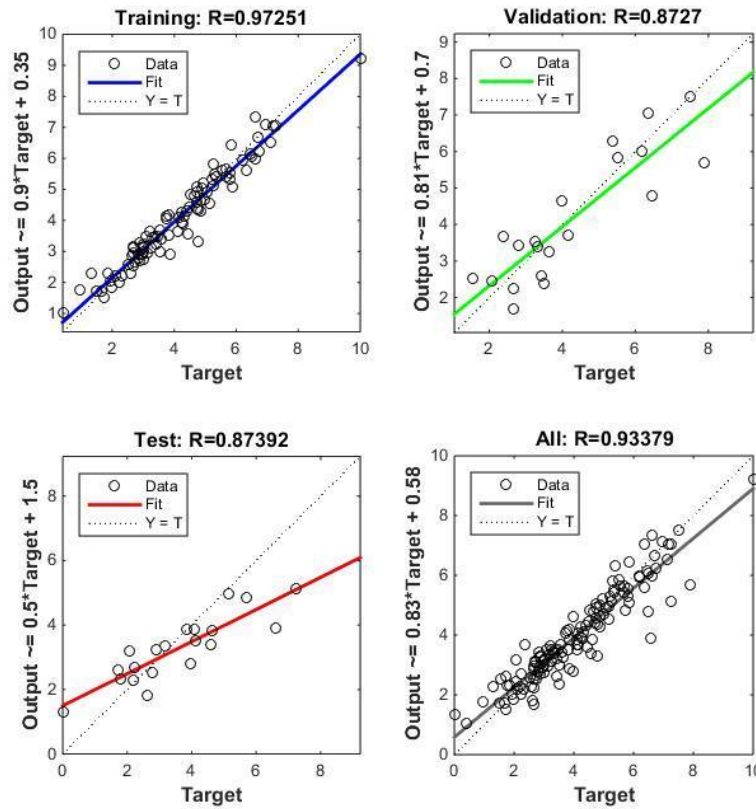 Training: R=0.97251
Output ~= 0.9*Target + 0.35
10
9
8
7
6
5
4
3
2
1
Data
Fit
Y = T
2
4
6
8
10
Target
Validation: R=0.8727
Output ~= 0.81*Target + 0.7
9
8
7
6
5
4
3
2
Data
Fit
Y = T
2
4
6
8
Target
Test: R=0.87392
Output ~= 0.5*Target + 1.5
8
6
4
2
0
Data
Fit
Y = T
0
2
4
6
8
Target
All: R=0.93379
Output ~= 0.83*Target + 0.58
10
8
6
4
2
0
Data
Fit
Y = T
0
2
4
6
8
10
Target